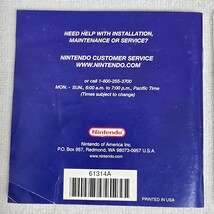 NEED HELP WITH INSTALLATION,
MAINTENANCE OR SERVICE?
NINTENDO CUSTOMER SERVICE
WWW.NINTENDO.COM
or call 1-800-255-3700
MON. - SUN., 6:00 a.m. to 7:00 p.m., Pacific Time
(Times subject to change)
Nintendo
Nintendo of America Inc.
P.O. Box 957, Redmond, WA 98073-0957 U.S.A.
61314A
PRINTED IN USA